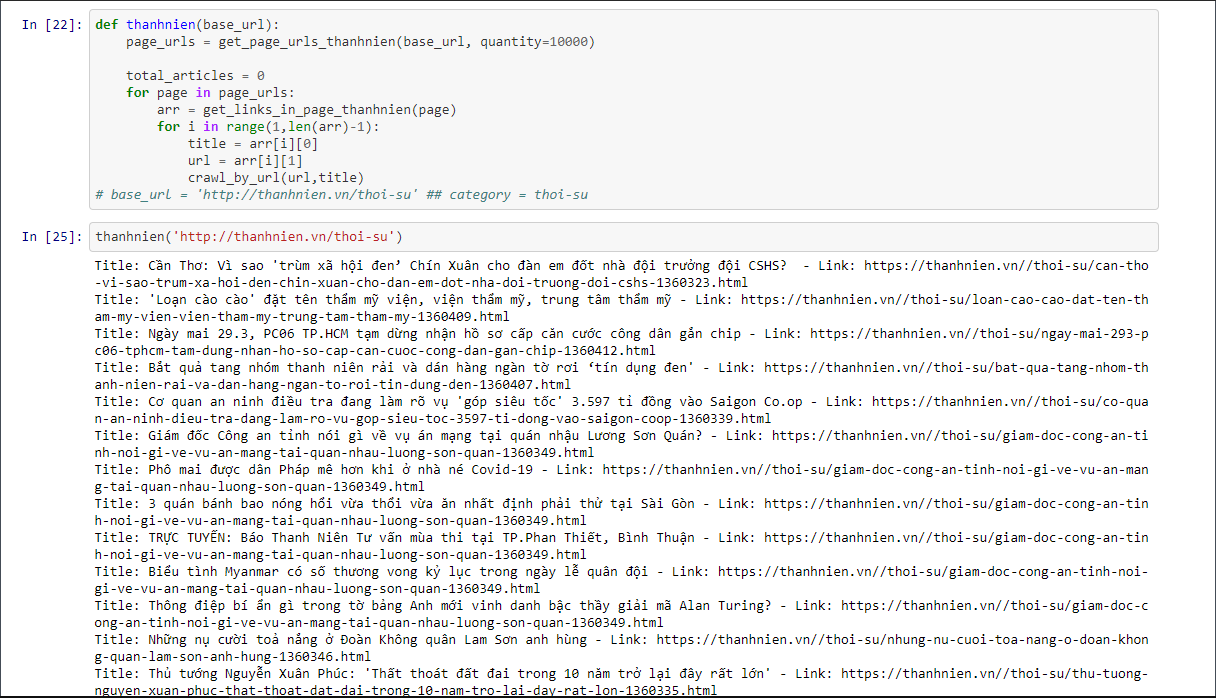 In [22]: def thanhnien(base_url):
page_urls = get_page_urls_thanhnien(base_url, quantity=10000)
total_articles = 0
for page in page_urls:
arr = get_links_in_page_thanhnien(page)
for i in range(1,len(arr)-1):
title = arr[i][0]
url = arr[i][1]
crawl_by_url(url,title)
# base_url = 'http://thanhnien.vn/thoi-su' ## category = thoi-su
In [25]: thanhnien('http://thanhnien.vn/thoi-su')
Title: Cần Thơ: Vì sao 'trùm xã hội đen’ Chín Xuân cho đàn em đốt nhà đội trưởng đội CSHS?  - Link: https://thanhnien.vn//thoi-su/can-tho
-vi-sao-trum-xa-hoi-den-chin-xuan-cho-dan-em-dot-nha-doi-truong-doi-cshs-1360323.html
Title: 'Loạn cào cào' đặt tên thẩm mỹ viện, viện thẩm mỹ, trung tâm thẩm mỹ - Link: https://thanhnien.vn//thoi-su/loan-cao-cao-dat-ten-th
am-my-vien-vien-tham-my-trung-tam-tham-my-1360409.html
Title: Ngày mai 29.3, PC06 TP.HCM tạm dừng nhận hồ sơ cấp căn cước công dân gắn chip - Link: https://thanhnien.vn//thoi-su/ngay-mai-293-p
c06-tphcm-tam-dung-nhan-ho-so-cap-can-cuoc-cong-dan-gan-chip-1360412.html
Title: Bắt quả tang nhóm thanh niên rải và dán hàng ngàn tờ rơi ‘tín dụng đen' - Link: https://thanhnien.vn//thoi-su/bat-qua-tang-nhom-th
anh-nien-rai-va-dan-hang-ngan-to-roi-tin-dung-den-1360407.html
Title: Cơ quan an ninh điều tra đang làm rõ vụ 'góp siêu tốc' 3.597 tỉ đồng vào Saigon Co.op - Link: https://thanhnien.vn//thoi-su/co-qua
n-an-ninh-dieu-tra-dang-lam-ro-vu-gop-sieu-toc-3597-ti-dong-vao-saigon-coop-1360339.html
Title: Giám đốc Công an tỉnh nói gì về vụ án mạng tại quán nhậu Lương Sơn Quán? - Link: https://thanhnien.vn//thoi-su/giam-doc-cong-an-ti
nh-noi-gi-ve-vu-an-mang-tai-quan-nhau-luong-son-quan-1360349.html
Title: Phô mai được dân Pháp mê hơn khi ở nhà né Covid-19 - Link: https://thanhnien.vn//thoi-su/giam-doc-cong-an-tinh-noi-gi-ve-vu-an-man
g-tai-quan-nhau-luong-son-quan-1360349.html
Title: 3 quán bánh bao nóng hổi vừa thổi vừa ăn nhất định phải thử tại Sài Gòn - Link: https://thanhnien.vn//thoi-su/giam-doc-cong-an-tin
h-noi-gi-ve-vu-an-mang-tai-quan-nhau-luong-son-quan-1360349.html
Title: TRỰC TUYẾN: Báo Thanh Niên Tư vấn mùa thi tại TP.Phan Thiết, Bình Thuận - Link: https://thanhnien.vn//thoi-su/giam-doc-cong-an-tin
h-noi-gi-ve-vu-an-mang-tai-quan-nhau-luong-son-quan-1360349.html
Title: Biểu tình Myanmar có số thương vong kỷ lục trong ngày lễ quân đội - Link: https://thanhnien.vn//thoi-su/giam-doc-cong-an-tinh-noi-
gi-ve-vu-an-mang-tai-quan-nhau-luong-son-quan-1360349.html
Title: Thông điệp bí ẩn gì trong tờ bảng Anh mới vinh danh bậc thầy giải mã Alan Turing? - Link: https://thanhnien.vn//thoi-su/giam-doc-c
ong-an-tinh-noi-gi-ve-vu-an-mang-tai-quan-nhau-luong-son-quan-1360349.html
Title: Những nụ cười toả nắng ở Đoàn Không quân Lam Sơn anh hùng - Link: https://thanhnien.vn//thoi-su/nhung-nu-cuoi-toa-nang-o-doan-khon
g-quan-lam-son-anh-hung-1360346.html
Title: Thủ tướng Nguyễn Xuân Phúc: 'Thất thoát đất đai trong 10 năm trở lại đây rất lớn' - Link: https://thanhnien.vn//thoi-su/thu-tuong-
nguyen-xuan-phuc-that-thoat-dat-dai-trong-10-nam-tro-lai-day-rat-lon-1360335.html